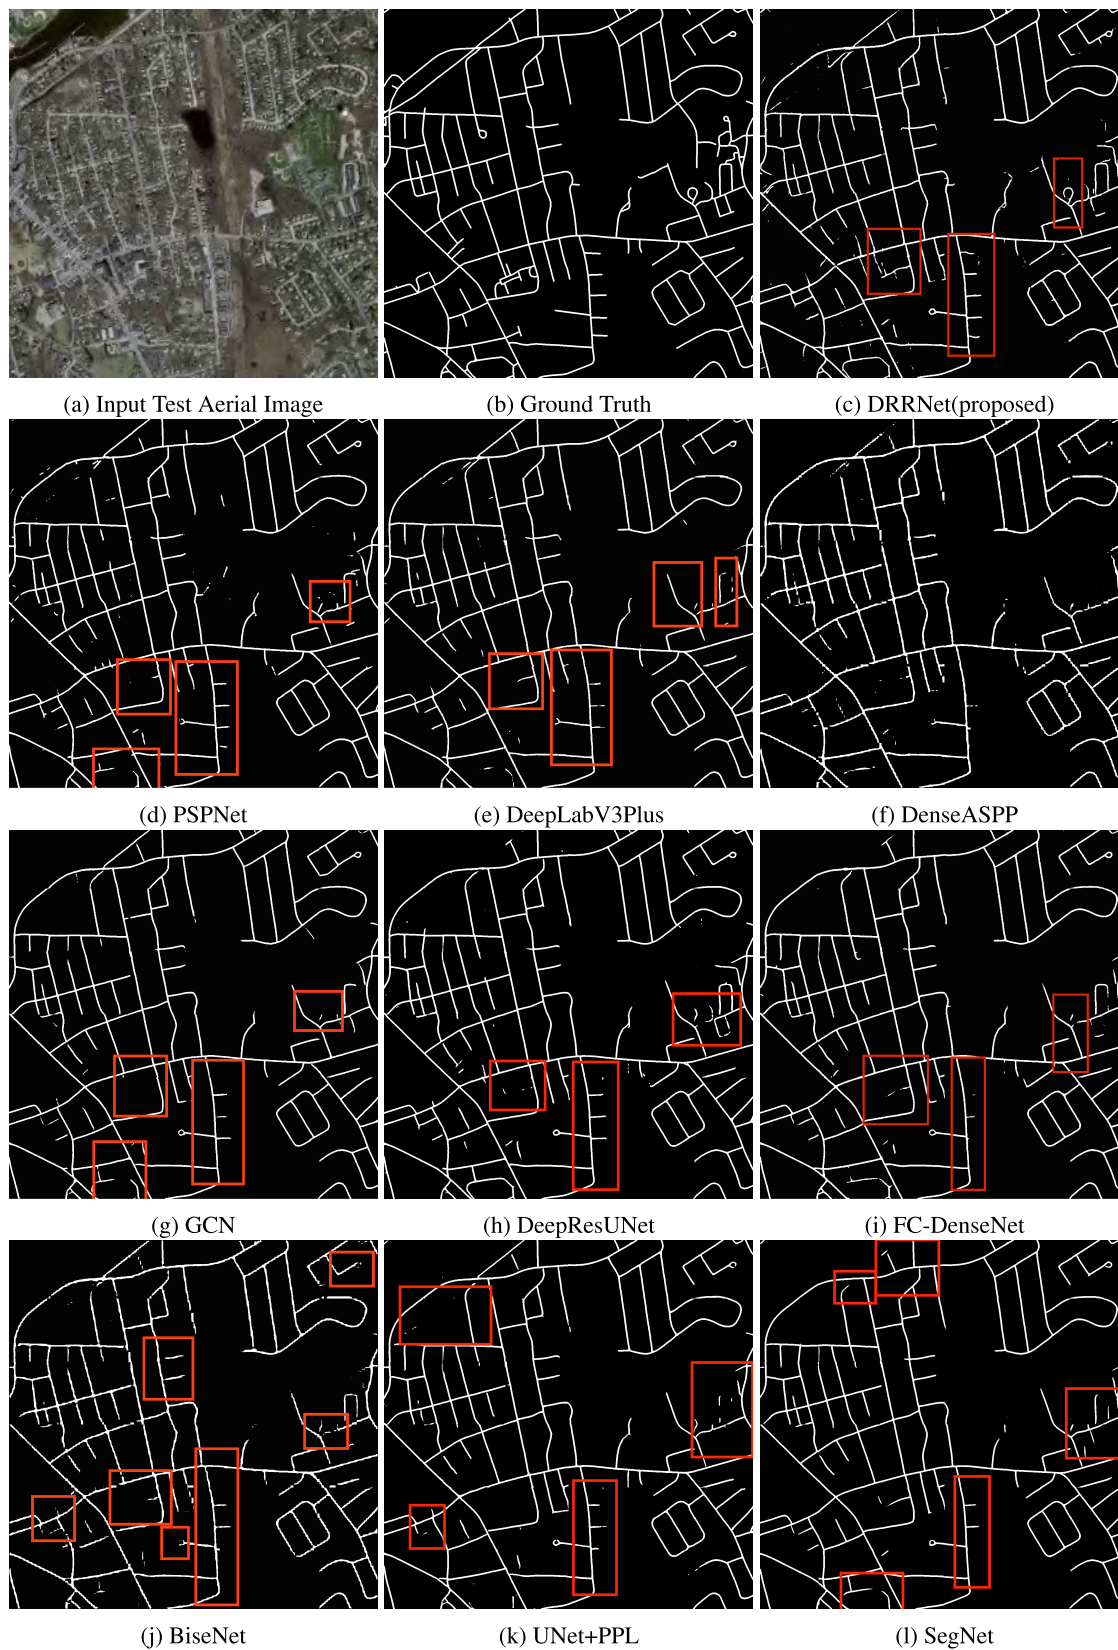 (a) Input Test Aerial Image
(b) Ground Truth
(c) DRRNet(proposed)
(d) PSPNet
(e) DeepLabV3Plus
(f) DenseASPP
(g) GCN
(h) DeepResUNet
(i) FC-DenseNet
(j) BiseNet
(k) UNet+PPL
(l) SegNet